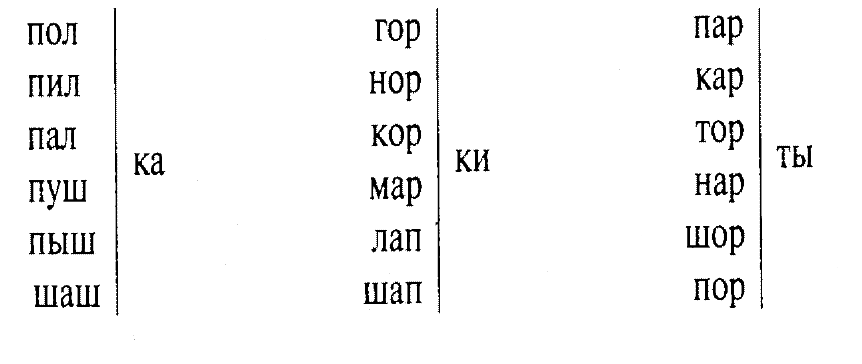 пол
пил
пал
пуш
пыш
шаш
ка
гор
нор
кор
мар
лап
шап
ки
пар
кар
тор
нар
шор
пор
ты